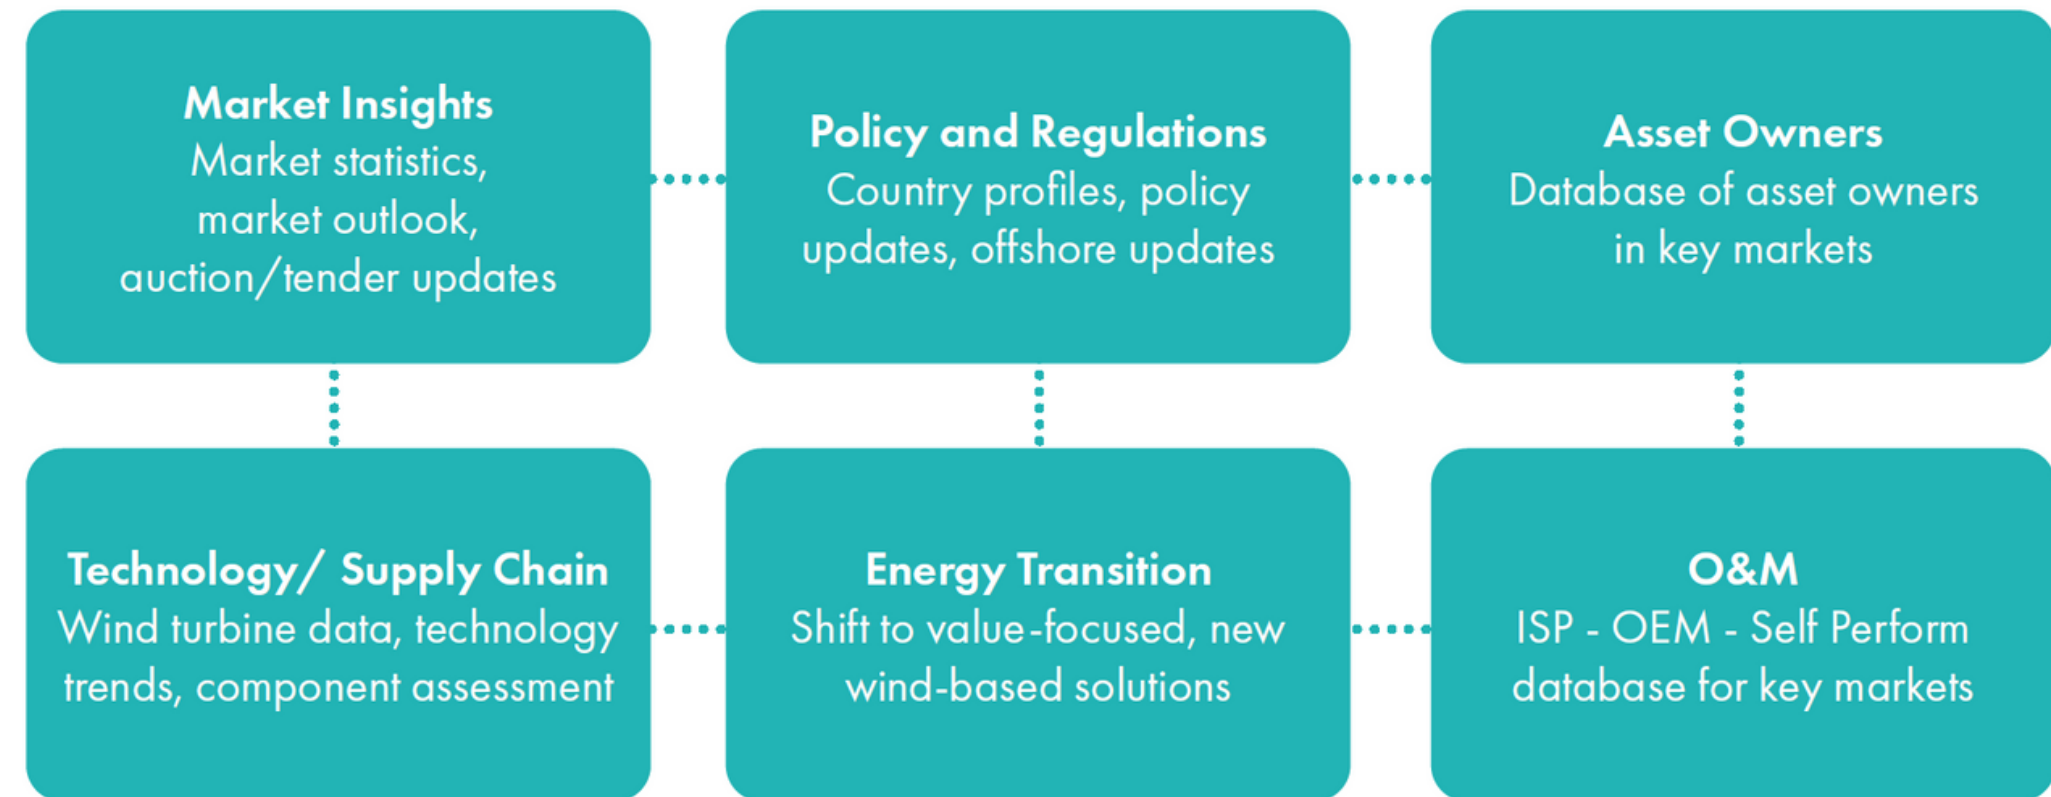 Market Insights
Market statistics,
market outlook,
auction/tender updates
Policy and Regulations
Country profiles, policy
updates, offshore updates
Asset Owners
Database of asset owners
in key markets
Technology/ Supply Chain
Wind turbine data, technology
trends, component assessment
Energy Transition
Shift to value-focused, new
wind-based solutions
O&M
ISP - OEM - Self Perform
database for key markets